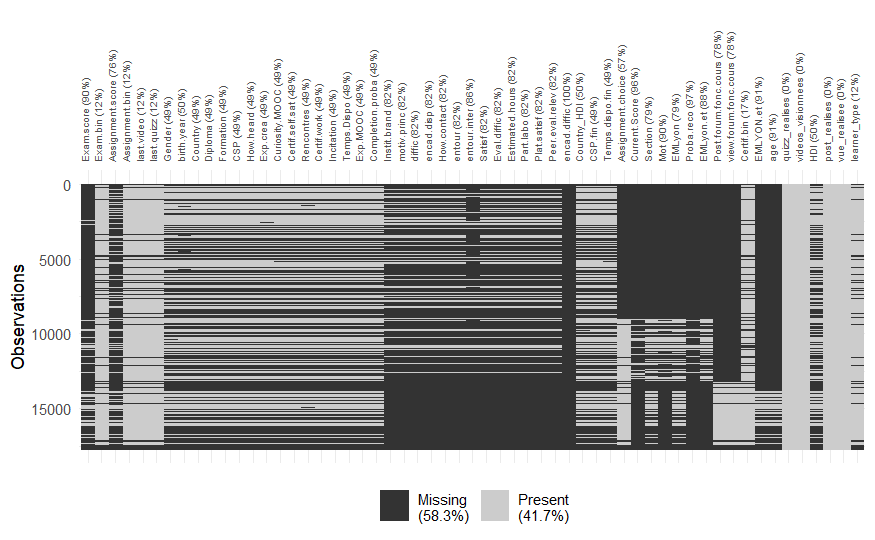 Exam.score (90%)
Exam.bin (12%)
Assignment.score (76%)
Assignment.bin (12%)
last.video (12%)
last.quizz (12%)
Gender (49%)
birth.year (50%)
Country (49%)
Diploma (49%)
Formation (49%)
CSP (49%)
How.heard (49%)
Exp.crea (49%)
Curiosity.MOOC (49%)
Certif.self.sat (49%)
Rencontres (49%)
Certif.work (49%)
Incitation (49%)
Temps.Dispo (49%)
Exp.MOOC (49%)
Completion.proba (49%)
Instit.brand (82%)
motiv.princ (82%)
diffic (82%)
encad.disp (82%)
How.contact (82%)
entour (82%)
entour.inter (86%)
Satisf (82%)
Eval.diffic (82%)
Estimated.hours (82%)
Part.labo (82%)
Plat.satisf (82%)
Peer.eval.relev (82%)
encad.diffic (100%)
Country_HDI (50%)
CSP.fin (49%)
Temps.dispo.fin (49%)
Assignment.choice (57%)
Current.Score (96%)
Section (79%)
Mot (90%)
EMLyon (79%)
Proba.reco (97%)
EMLyon.et (88%)
Post.forum.fonc.cours (78%)
view.forum.fonc.cours (78%)
Certif.bin (17%)
EMLYON.et (91%)
age (91%)
quizz_realises (0%)
videos_visionnees (0%)
HDI (50%)
post_realises (0%)
vue_realisee (0%)
learner_type (12%)
0
5000
10000
15000
Observations
Missing
(58.3%)
Present
(41.7%)